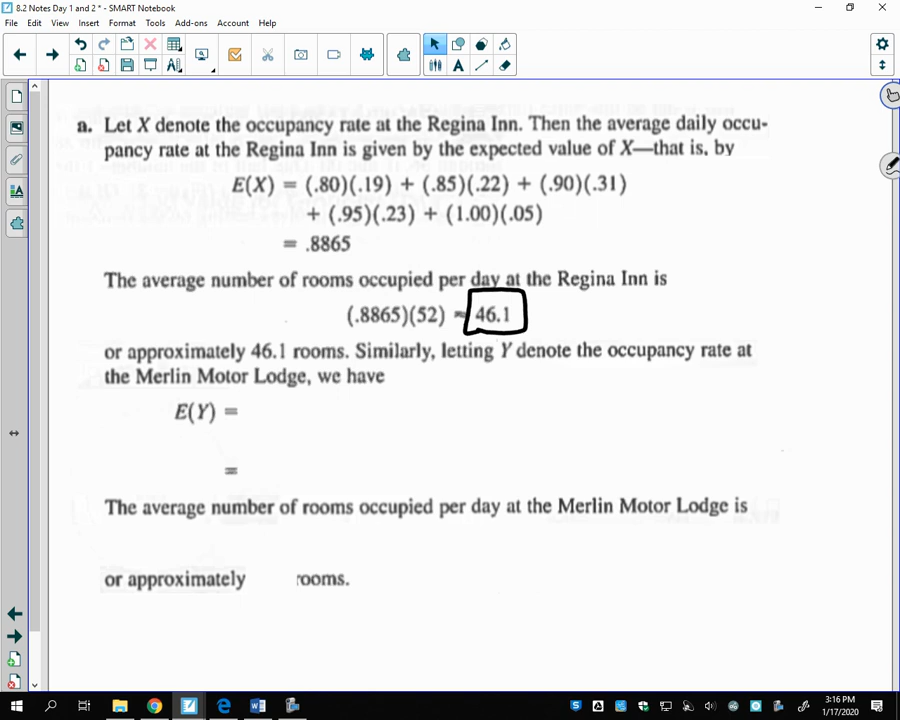 8.2 Notes Day 1 and 2 * - SMART Notebook
File Edit View Insert Format Tools Add-ons Account Help
a. Let X denote the occupancy rate at the Regina Inn. Then the average daily occu-
pancy rate at the Regina Inn is given by the expected value of X—that is, by
E(X) = (.80)(.19) + (.85)(.22) + (.90)(.31)
+ (.95)(.23) + (1.00)(.05)
= .8865
The average number of rooms occupied per day at the Regina Inn is
(.8865)(52) ≈ 46.1
or approximately 46.1 rooms. Similarly, letting Y denote the occupancy rate at
the Merlin Motor Lodge, we have
E(Y) =
=
The average number of rooms occupied per day at the Merlin Motor Lodge is
or approximately rooms.
3:16 PM
1/17/2020